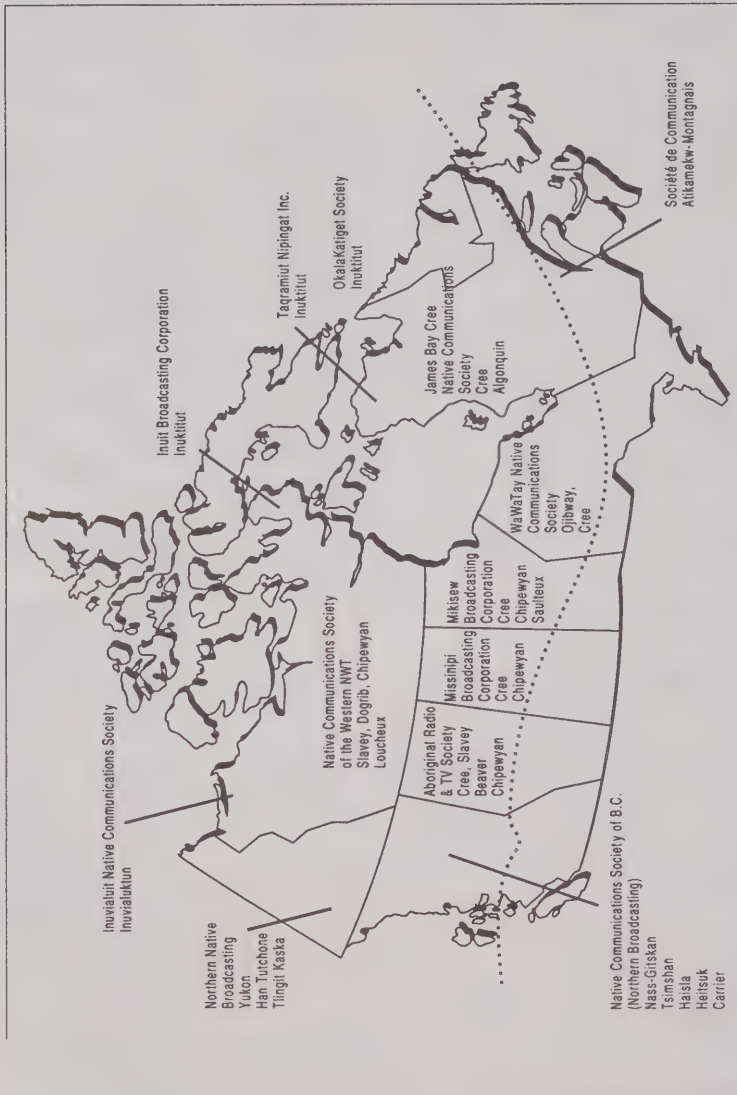 Inuvialuit Native Communications Society
Inuvialuktun
Inuit Broadcasting Corporation
Inuktitut
Taqramiut Nipingat Inc.
Inuktitut
OkalaKatiget Society
Inuktitut
Northern Native
Broadcasting
Yukon
Han Tutchone
Tlingit Kaska
Native Communications Society
of the Western NWT
Slavey, Dogrib, Chipewyan
Loucheux
James Bay Cree
Native Communications
Society
Cree
Algonquin
Aboriginal Radio
& TV Society
Cree, Slavey
Beaver
Chipewyan
Missinipi
Broadcasting
Corporation
Cree
Chipewyan
Mikisew
Broadcasting
Corporation
Cree
Chipewyan
Saulteux
WaWaTay Native
Communications
Society
Ojibway,
Cree
Native Communications Society of B.C.
(Northern Broadcasting)
Nass-Gitskan
Tsimshan
Haisla
Heitsuk
Carrier
Société de Communication
Atikamekw-Montagnais